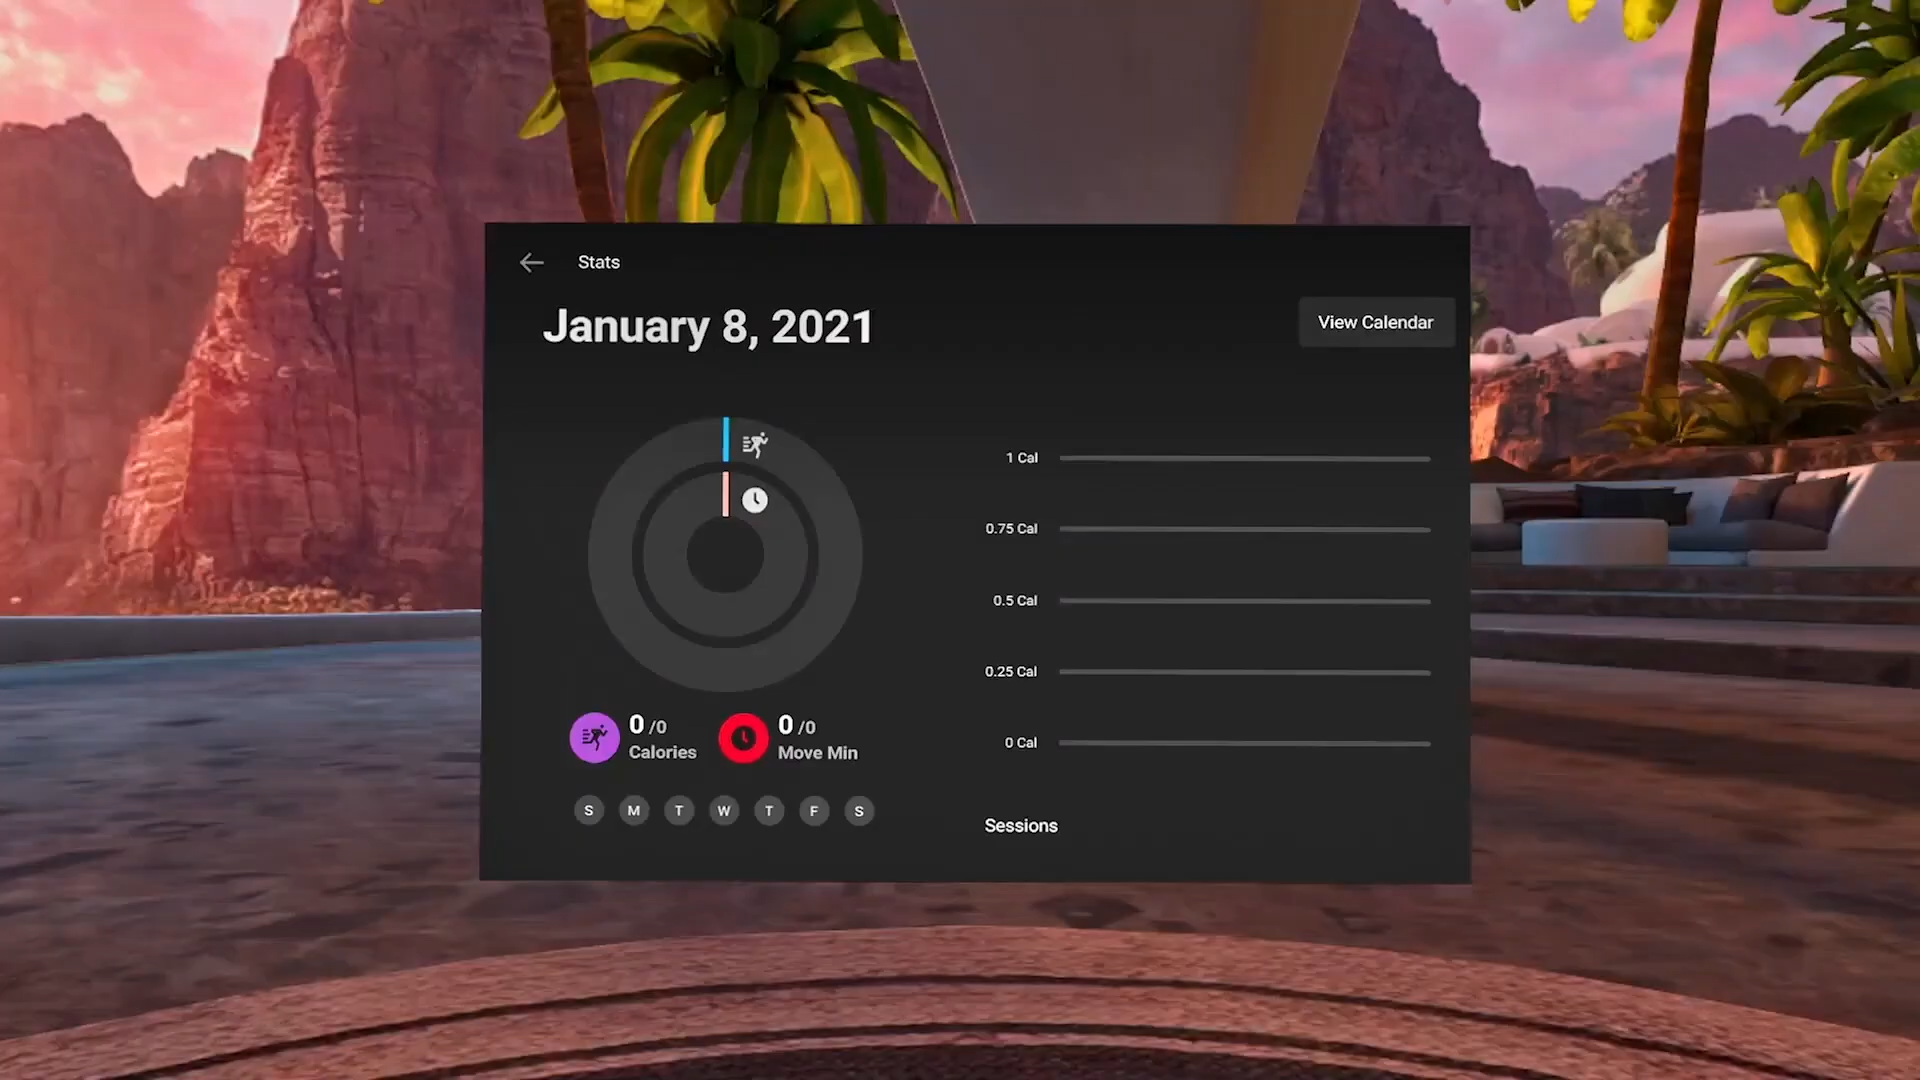 Stats
January 8, 2021
View Calendar
1 Cal
0.75 Cal
0.5 Cal
0.25 Cal
0 Cal
0 /0
Calories
0 /0
Move Min
S M T W T F S
Sessions